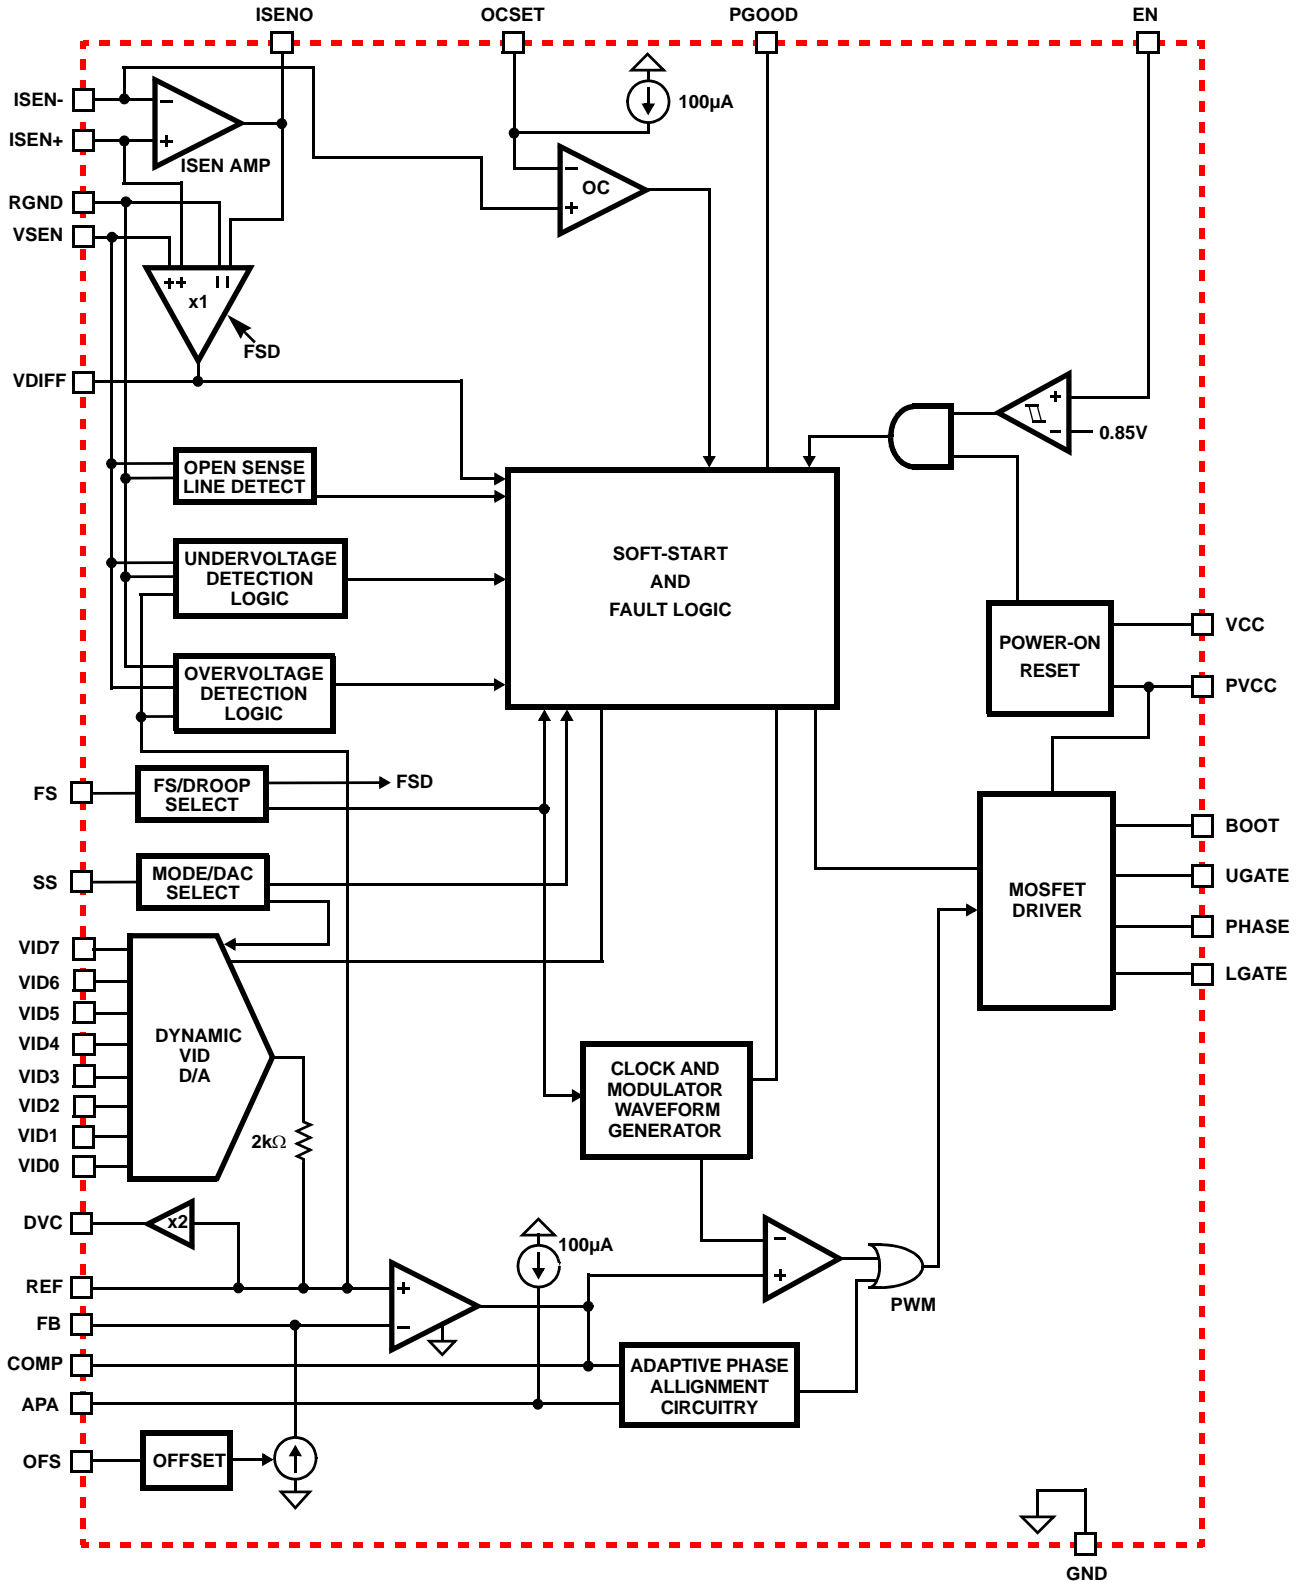 ISENO
OCSET
PGOOD
EN
ISEN-
100µA
−
ISEN+
+
ISEN AMP
−
OC
+
RGND
VSEN
++
− −
x1
FSD
VDIFF
+
−
0.85V
OPEN SENSE
LINE DETECT
UNDERVOLTAGE
DETECTION
LOGIC
SOFT-START
AND
FAULT LOGIC
POWER-ON
RESET
VCC
PVCC
OVERVOLTAGE
DETECTION
LOGIC
FS
FS/DROOP
SELECT
FSD
BOOT
SS
MODE/DAC
SELECT
UGATE
MOSFET
DRIVER
PHASE
LGATE
VID7
VID6
VID5
VID4
VID3
VID2
VID1
VID0
DYNAMIC
VID
D/A
2kΩ
CLOCK AND
MODULATOR
WAVEFORM
GENERATOR
DVC
x2
100µA
−
+
PWM
REF
+
FB
−
COMP
APA
ADAPTIVE PHASE
ALLIGNMENT
CIRCUITRY
OFS
OFFSET
GND